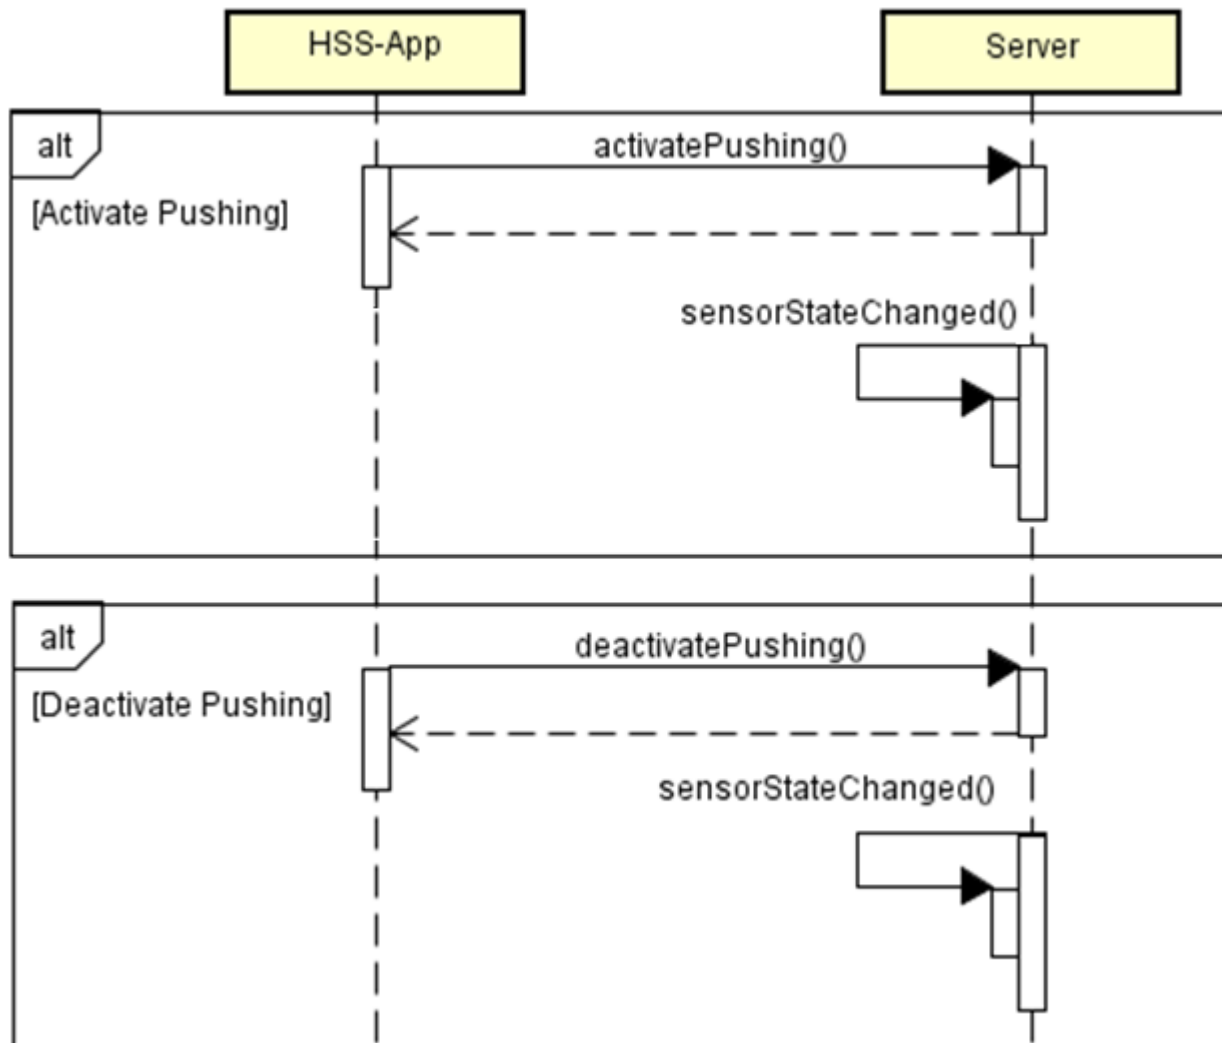 HSS-App
Server
alt
activatePushing()
[Activate Pushing]
sensorStateChanged()
alt
deactivatePushing()
[Deactivate Pushing]
sensorStateChanged()